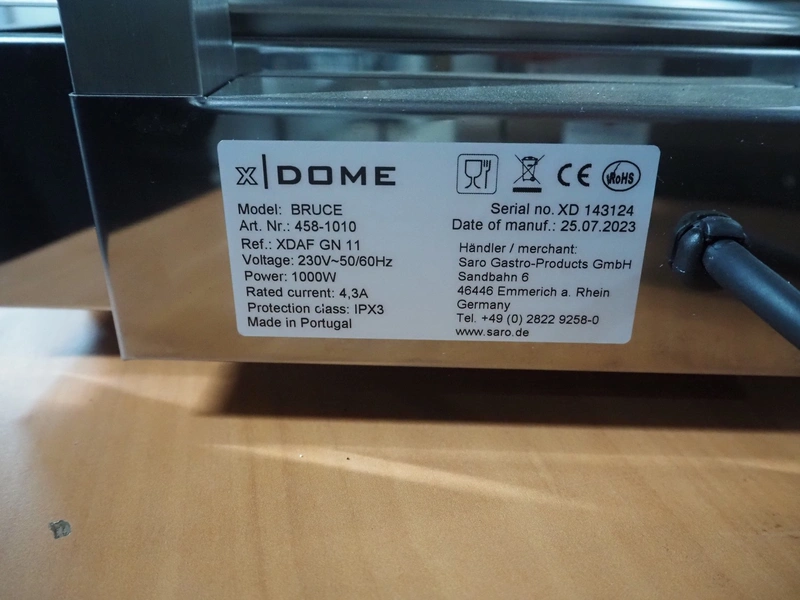 x|DOME
RoHS
Model: BRUCE
Art. Nr.: 458-1010
Ref.: XDAF GN 11
Voltage: 230V~50/60Hz
Power: 1000W
Rated current: 4,3A
Protection class: IPX3
Made in Portugal
Serial no. XD 143124
Date of manuf.: 25.07.2023
Händler / merchant:
Saro Gastro-Products GmbH
Sandbahn 6
46446 Emmerich a. Rhein
Germany
Tel. +49 (0) 2822 9258-0
www.saro.de